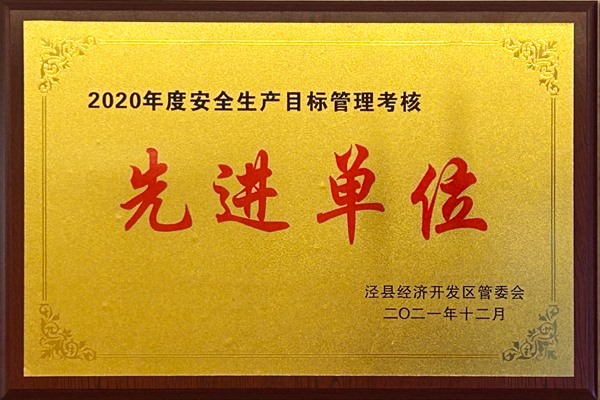 2020年度安全生产目标管理考核
先进单位
泾县经济开发区管委会
二〇二一年十二月